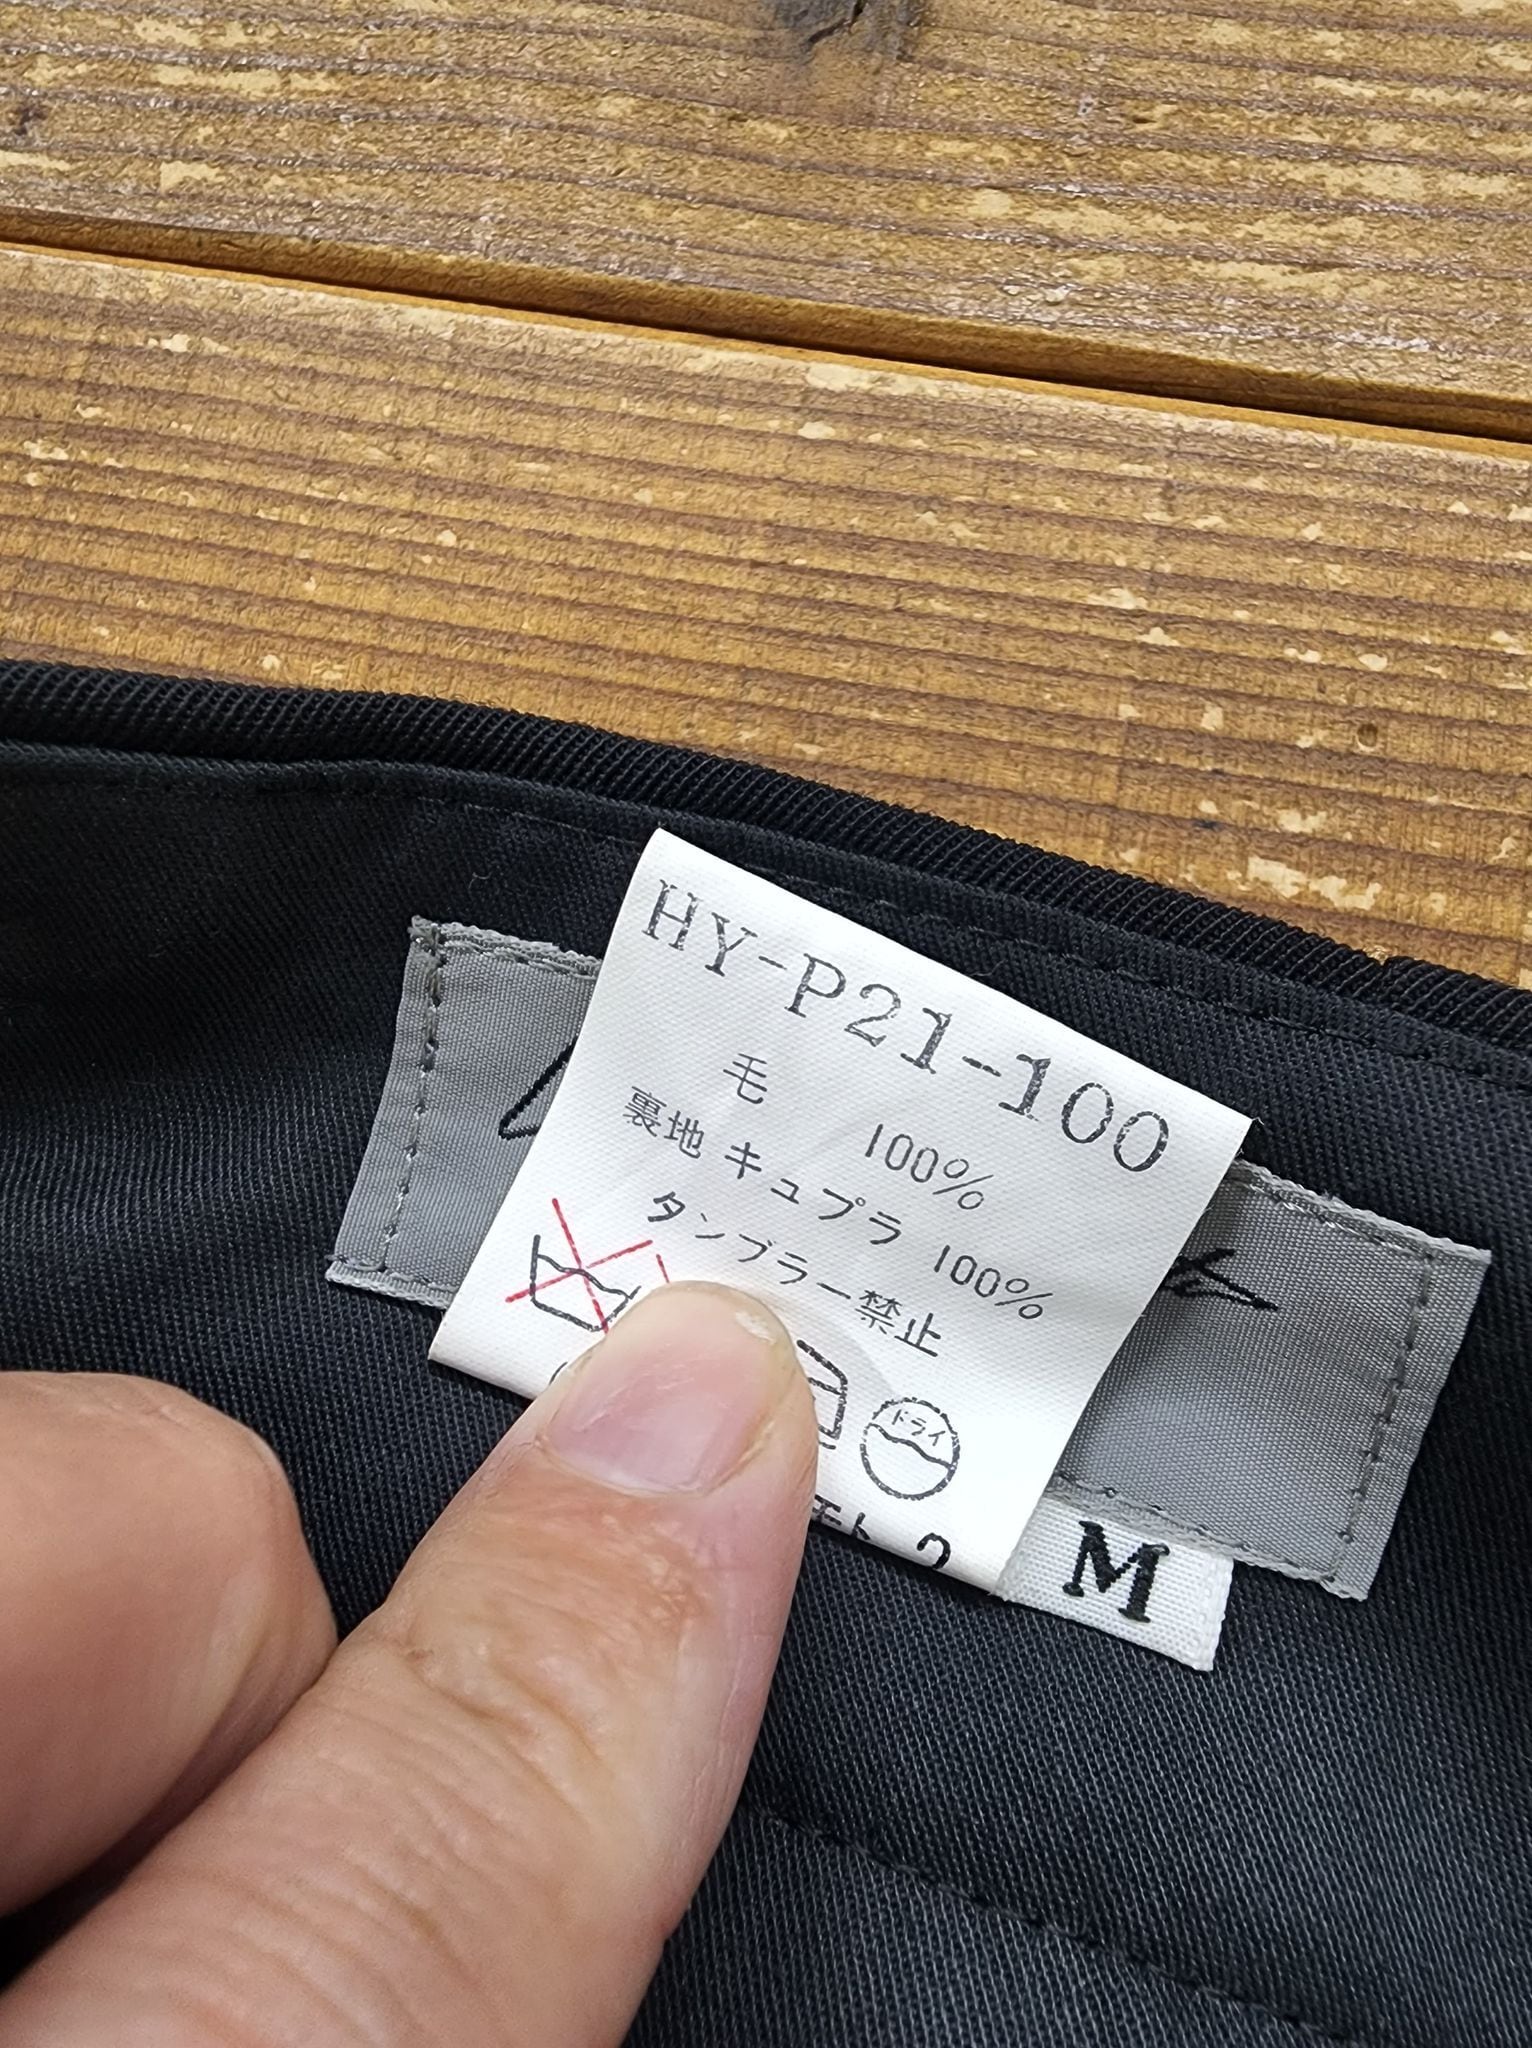 HY-P21-100
毛 100%
裏地 キュプラ 100%
タンブラー禁止
ドライ
M